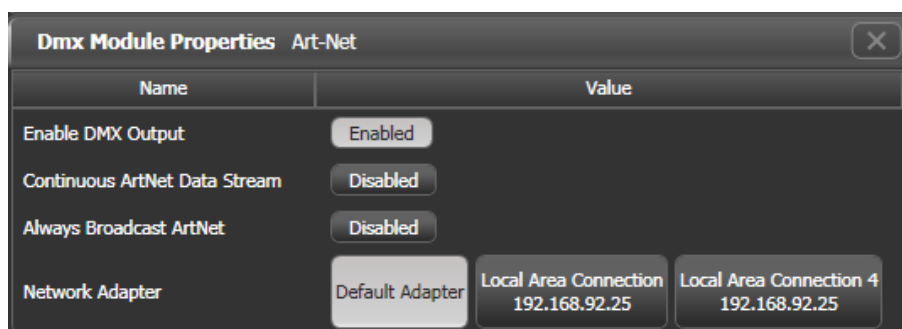 Dmx Module Properties Art-Net
Name Value
Enable DMX Output Enabled
Continuous ArtNet Data Stream Disabled
Always Broadcast ArtNet Disabled
Network Adapter Default Adapter Local Area Connection 192.168.92.25 Local Area Connection 4 192.168.92.25